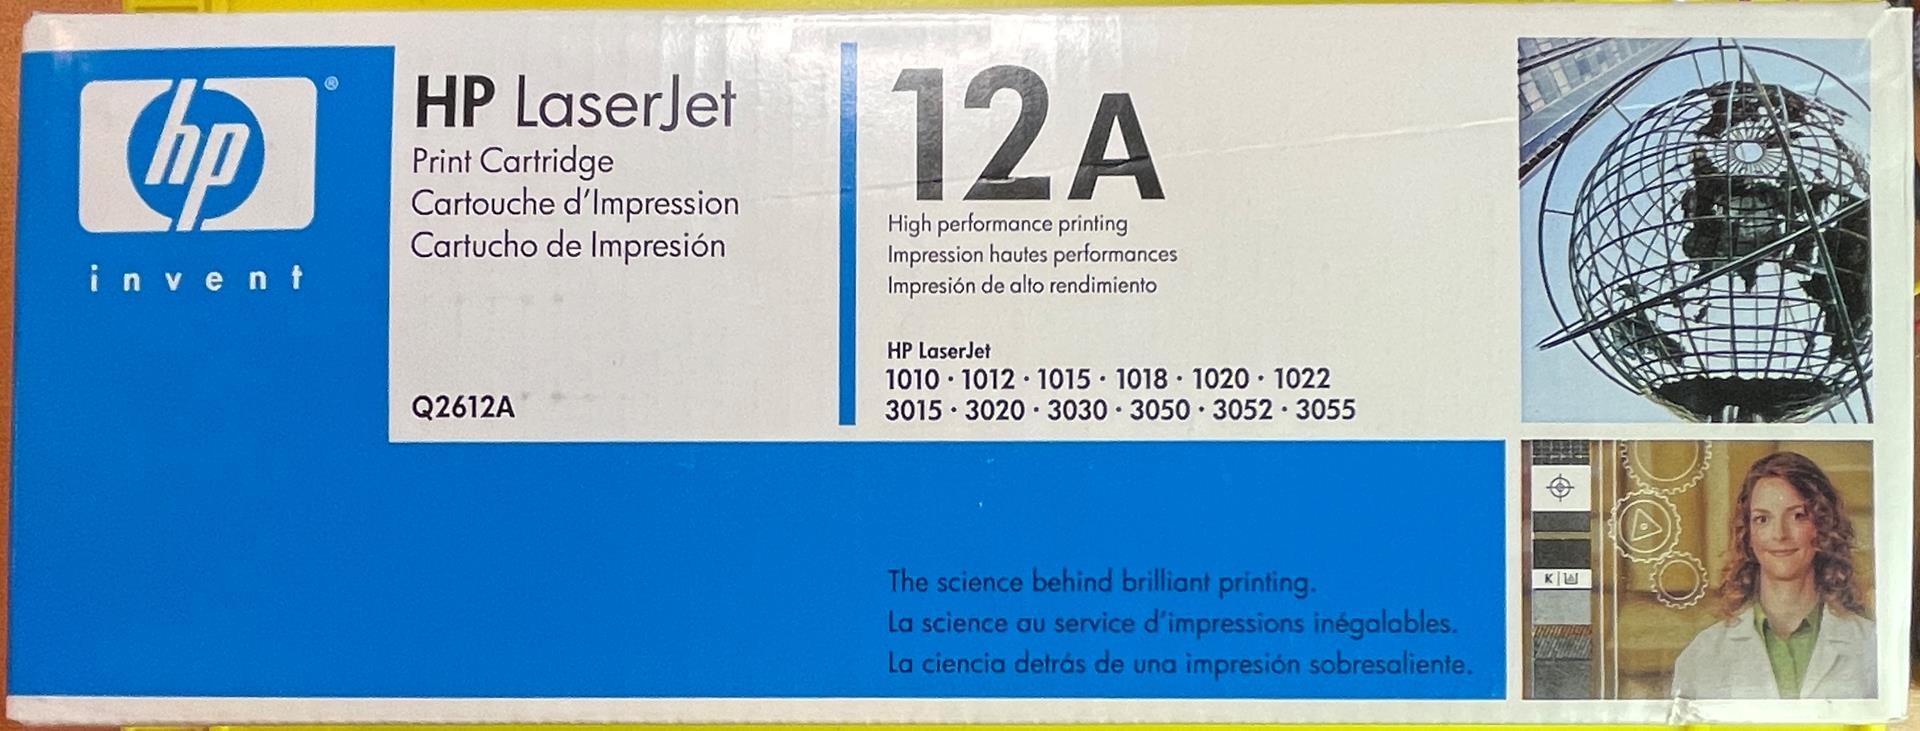 hp
®
invent
HP LaserJet
Print Cartridge
Cartouche d'Impression
Cartucho de Impresión
Q2612A
12A
High performance printing
Impression hautes performances
Impresión de alto rendimiento
HP LaserJet
1010 · 1012 · 1015 · 1018 · 1020 · 1022
3015 · 3020 · 3030 · 3050 · 3052 · 3055
The science behind brilliant printing.
La science au service d'impressions inégalables.
La ciencia detrás de una impresión sobresaliente.
K